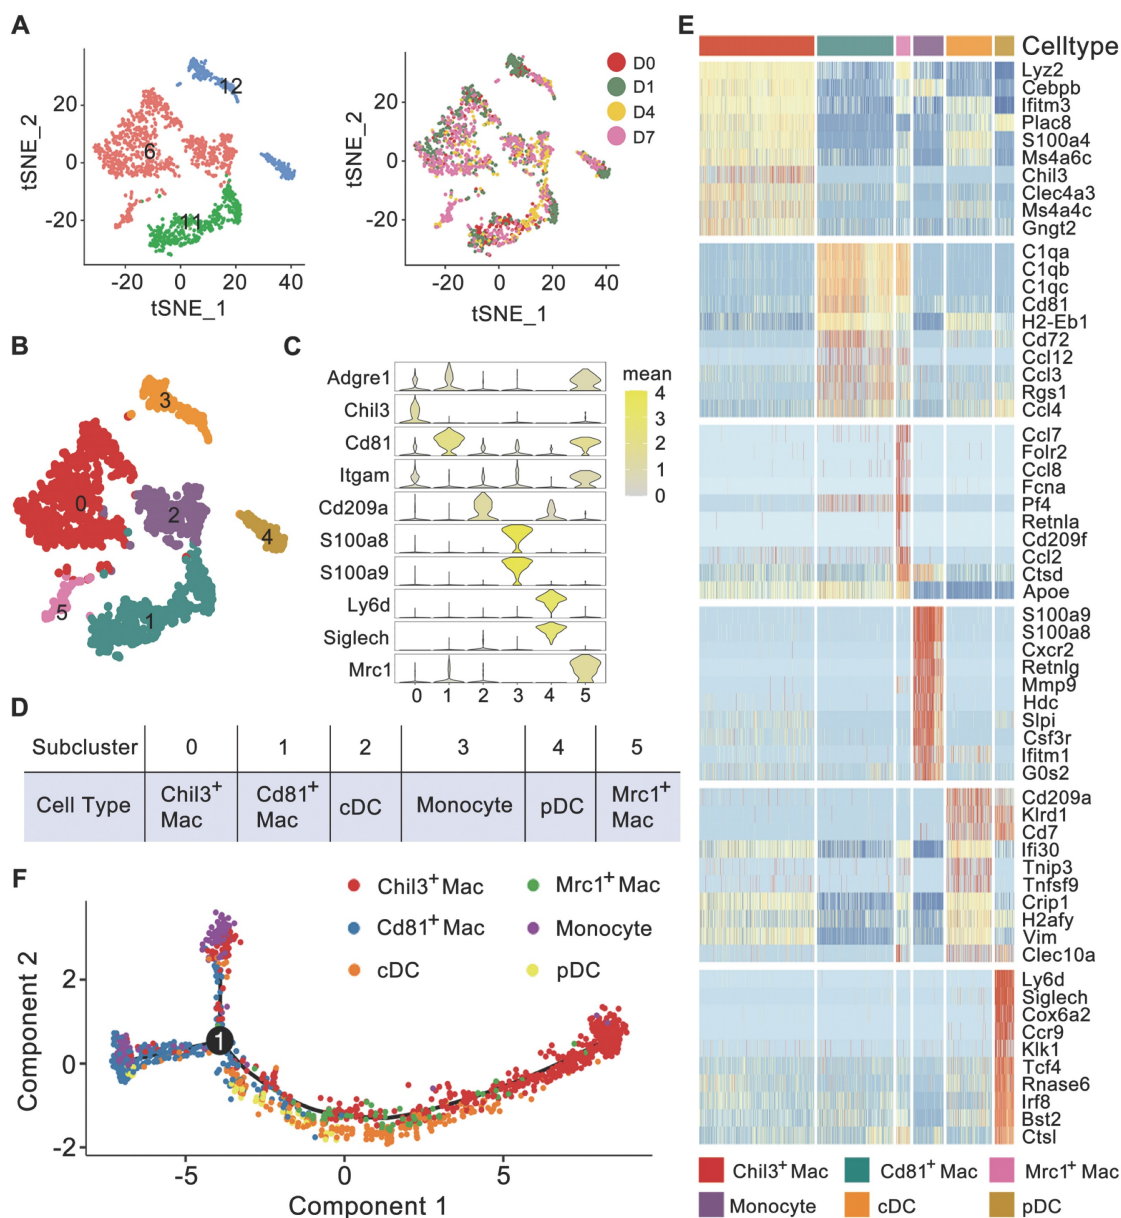 A
12
6
11
20
0
-20
-20
0
20
40
tSNE_1
tSNE_2
20
0
-20
-20
0
20
40
tSNE_1
tSNE_2
D0
D1
D4
D7
B
3
0
2
4
5
1
C
Adgre1
Chil3
Cd81
Itgam
Cd209a
S100a8
S100a9
Ly6d
Siglech
Mrc1
0 1 2 3 4 5
mean
4
3
2
1
0
D
Subcluster 0 1 2 3 4 5
Cell Type Chil3+ Mac Cd81+ Mac cDC Monocyte pDC Mrc1+ Mac
E
Celltype
Lyz2
Cebpb
Ifitm3
Plac8
S100a4
Ms4a6c
Chil3
Clec4a3
Ms4a4c
Gngt2
C1qa
C1qb
C1qc
Cd81
H2-Eb1
Cd72
Ccl12
Ccl3
Rgs1
Ccl4
Ccl7
Folr2
Ccl8
Fcna
Pf4
Retnla
Cd209f
Ccl2
Ctsd
Apoe
S100a9
S100a8
Cxcr2
Retnlg
Mmp9
Hdc
Slpi
Csf3r
Ifitm1
G0s2
Cd209a
Klrd1
Cd7
Ifi30
Tnip3
Tnfsf9
Crip1
H2afy
Vim
Clec10a
Ly6d
Siglech
Cox6a2
Ccr9
Klk1
Tcf4
Rnase6
Irf8
Bst2
Ctsl
Chil3+ Mac Cd81+ Mac Mrc1+ Mac
Monocyte cDC pDC
F
Chil3+ Mac Mrc1+ Mac
Cd81+ Mac Monocyte
cDC pDC
1
2
0
-2
-5
0
5
Component 1
Component 2